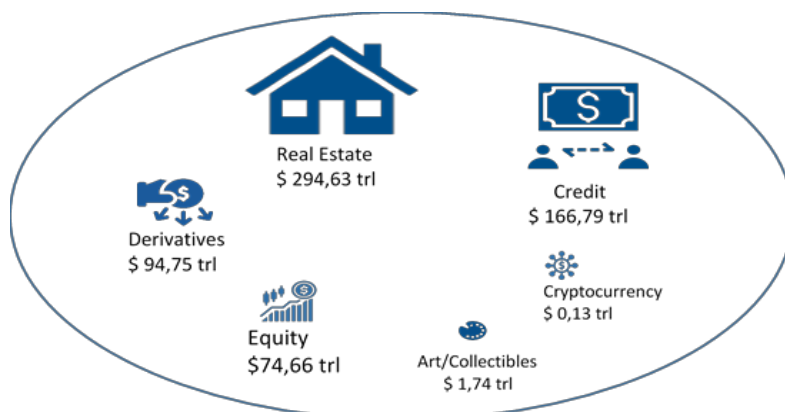 $
Real Estate
$ 294,63 trl
Credit
$ 166,79 trl
$
Derivatives
$ 94,75 trl
$
Cryptocurrency
$ 0,13 trl
$
Equity
$74,66 trl
Art/Collectibles
$ 1,74 trl